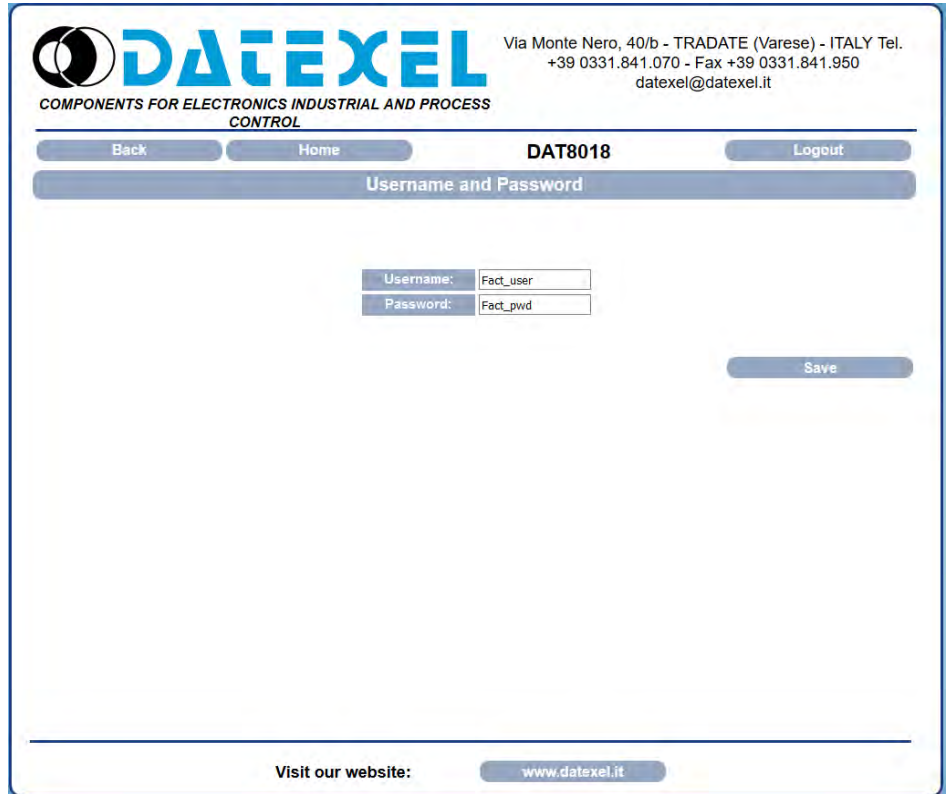 DATEXEL
COMPONENTS FOR ELECTRONICS INDUSTRIAL AND PROCESS
CONTROL
Via Monte Nero, 40/b - TRADATE (Varese) - ITALY Tel.
+39 0331.841.070 - Fax +39 0331.841.950
datexel@datexel.it
Back Home DAT8018 Logout
Username and Password
Username: Fact_user
Password: Fact_pwd
Save
Visit our website: www.datexel.it